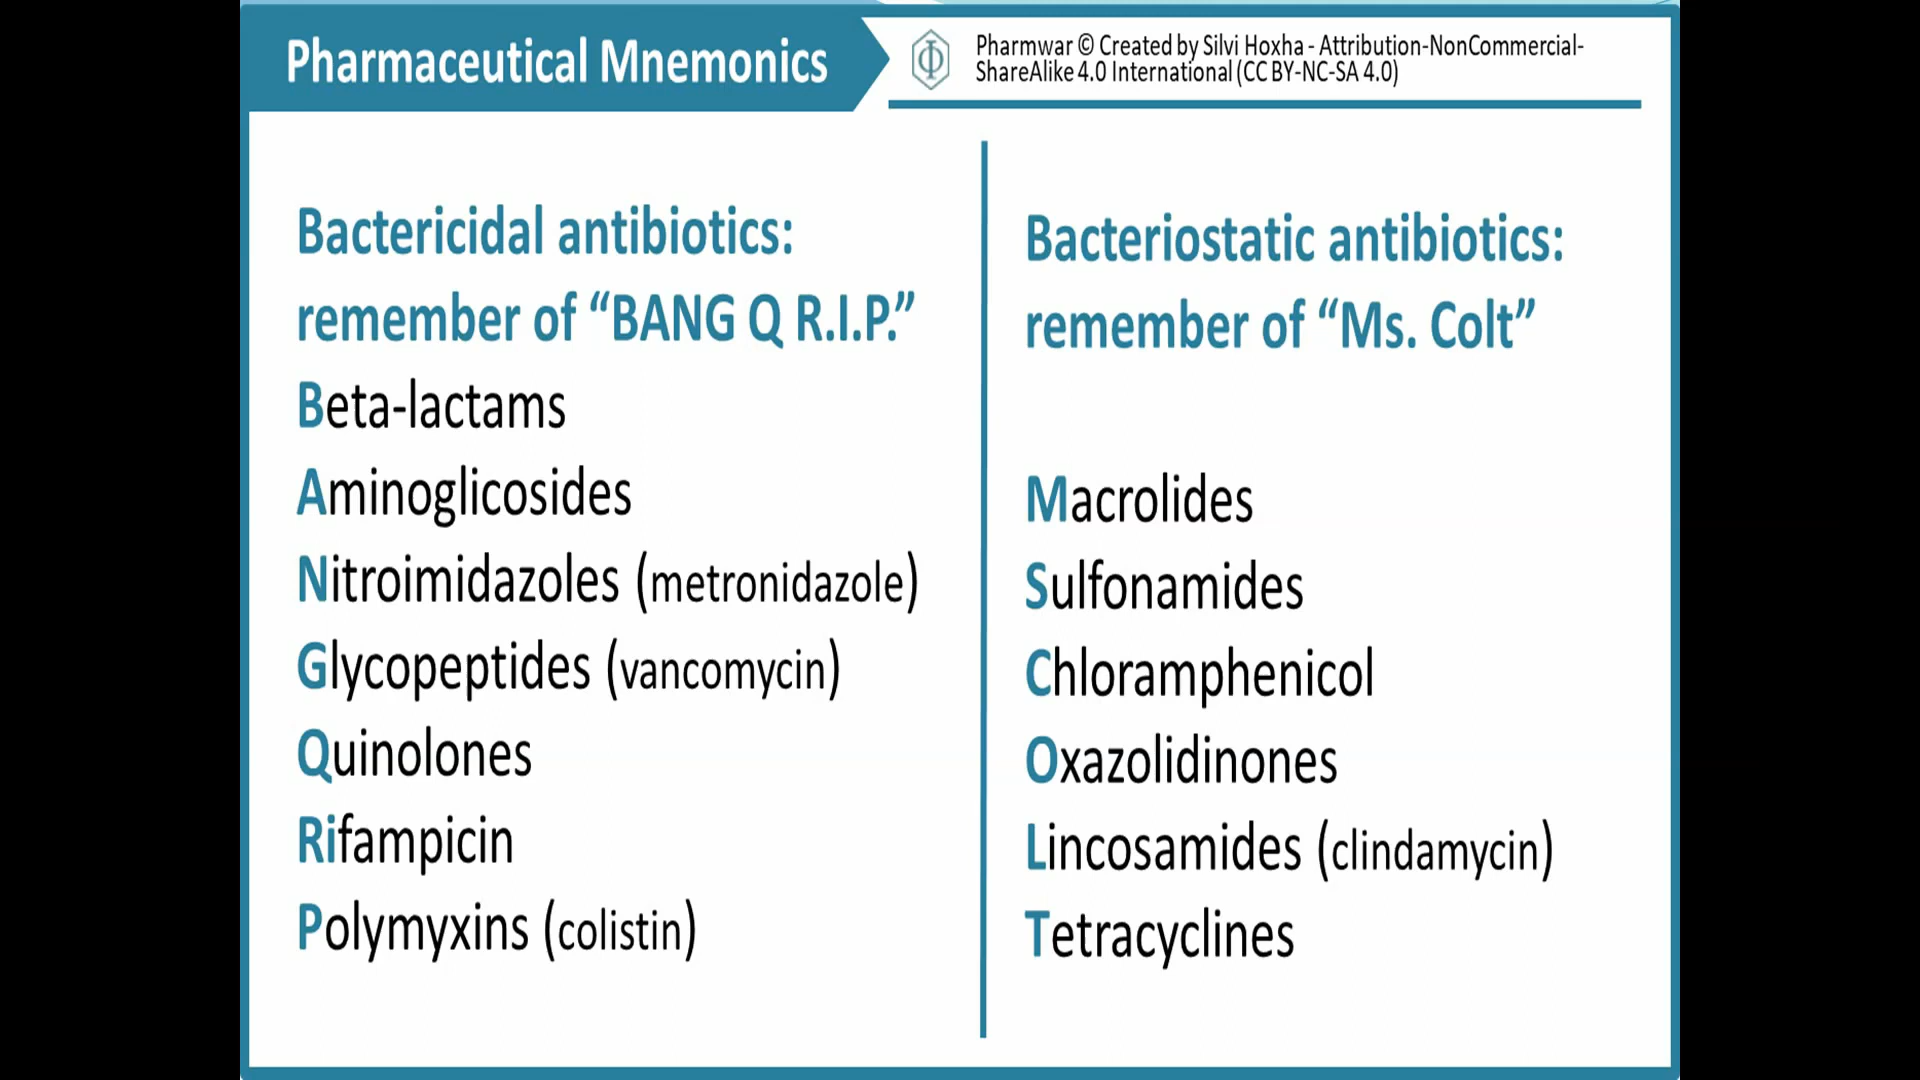 Pharmaceutical Mnemonics
Pharmwar © Created by Silvi Hoxha - Attribution-NonCommercial-
ShareAlike 4.0 International (CC BY-NC-SA 4.0)
Bactericidal antibiotics:
remember of “BANG Q R.I.P.”
Beta-lactams
Aminoglicosides
Nitroimidazoles (metronidazole)
Glycopeptides (vancomycin)
Quinolones
Rifampicin
Polymyxins (colistin)
Bacteriostatic antibiotics:
remember of “Ms. Colt”
Macrolides
Sulfonamides
Chloramphenicol
Oxazolidinones
Lincosamides (clindamycin)
Tetracyclines